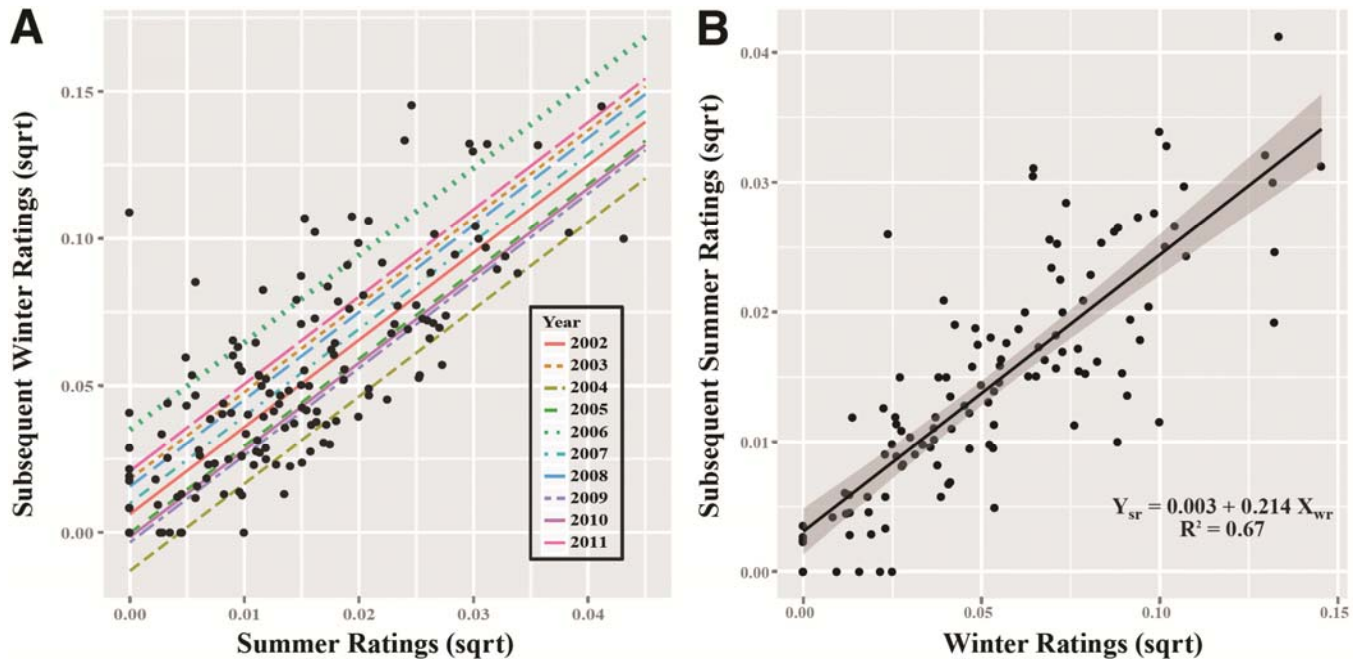 A
Subsequent Winter Ratings (sqrt)
0.15
0.10
0.05
0.00
Year
2002
2003
2004
2005
2006
2007
2008
2009
2010
2011
0.00 0.01 0.02 0.03 0.04
Summer Ratings (sqrt)
B
Subsequent Summer Ratings (sqrt)
0.04
0.03
0.02
0.01
0.00
Ysr = 0.003 + 0.214 Xwr
R² = 0.67
0.00 0.05 0.10 0.15
Winter Ratings (sqrt)